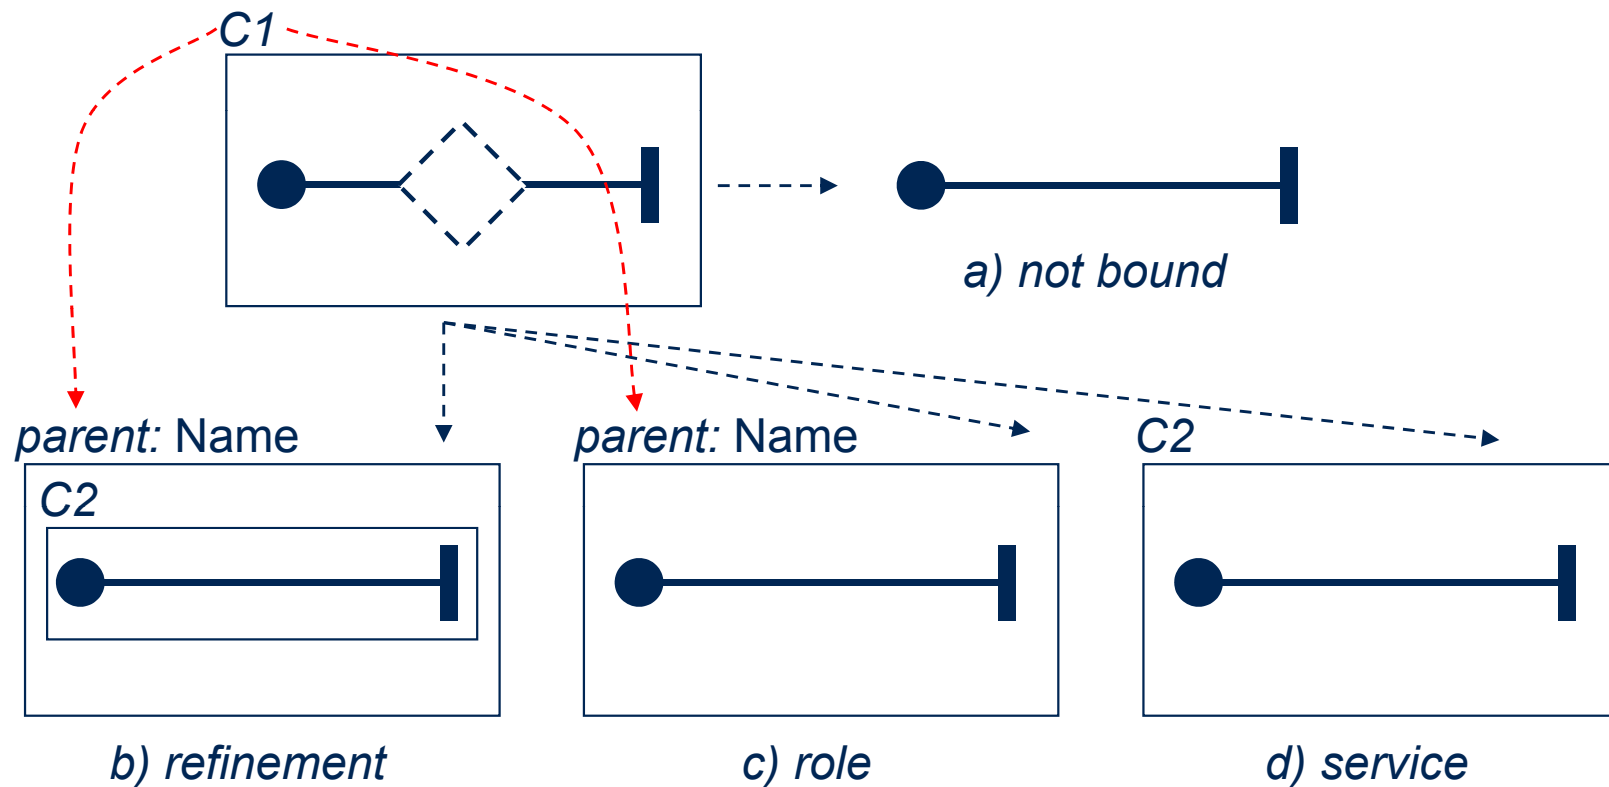 C1
a) not bound
parent: Name
parent: Name
C2
C2
b) refinement
c) role
d) service